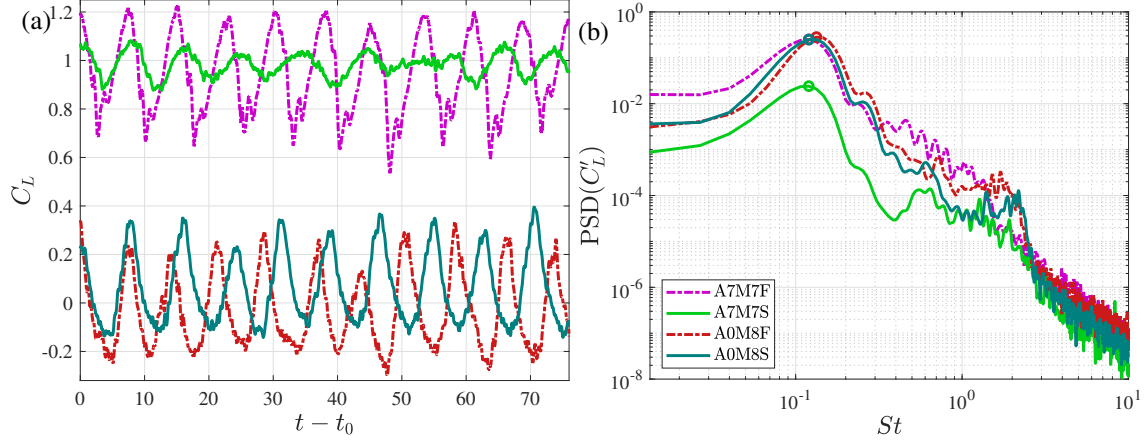 (a)
1.2
1
0.8
0.6
0.4
0.2
0
-0.2
C_L
0 10 20 30 40 50 60 70
t − t_0
(b)
10^0
10^-2
10^-4
10^-6
10^-8
PSD(C'_L)
A7M7F
A7M7S
A0M8F
A0M8S
10^-1 10^0 10^1
St